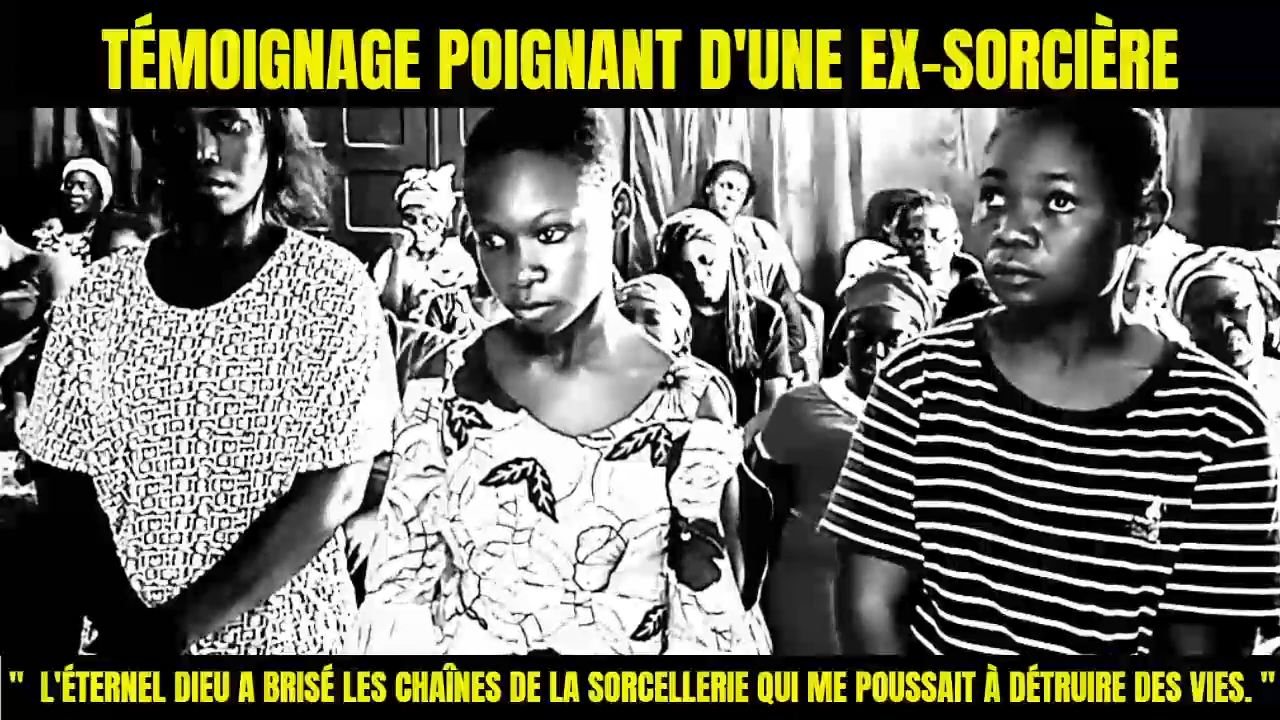 TÉMOIGNAGE POIGNANT D'UNE EX-SORCIÈRE
" L'ÉTERNEL DIEU A BRISÉ LES CHAÎNES DE LA SORCELLERIE QUI ME POUSSAIT À DÉTRUIRE DES VIES. "